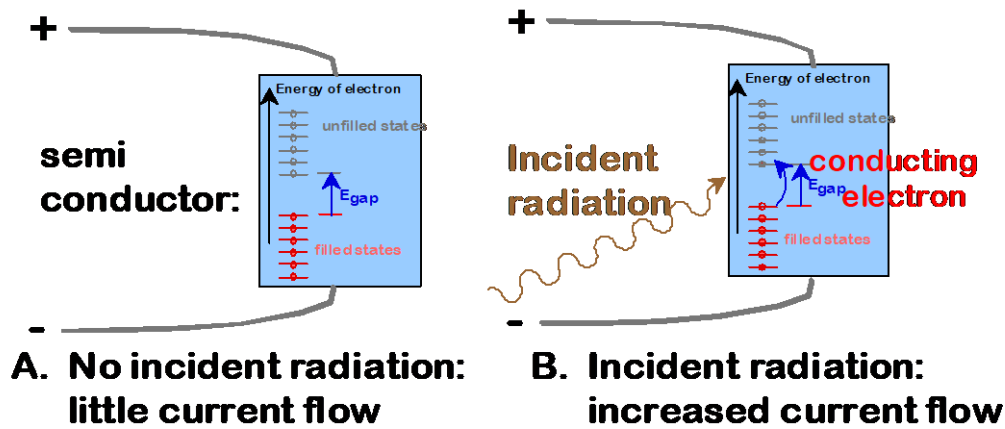 +
Energy of electron
unfilled states
semi
conductor:
Egap
filled states
-
A. No incident radiation:
little current flow
+
Energy of electron
unfilled states
Incident
radiation
conducting
electron
Egap
filled states
-
B. Incident radiation:
increased current flow